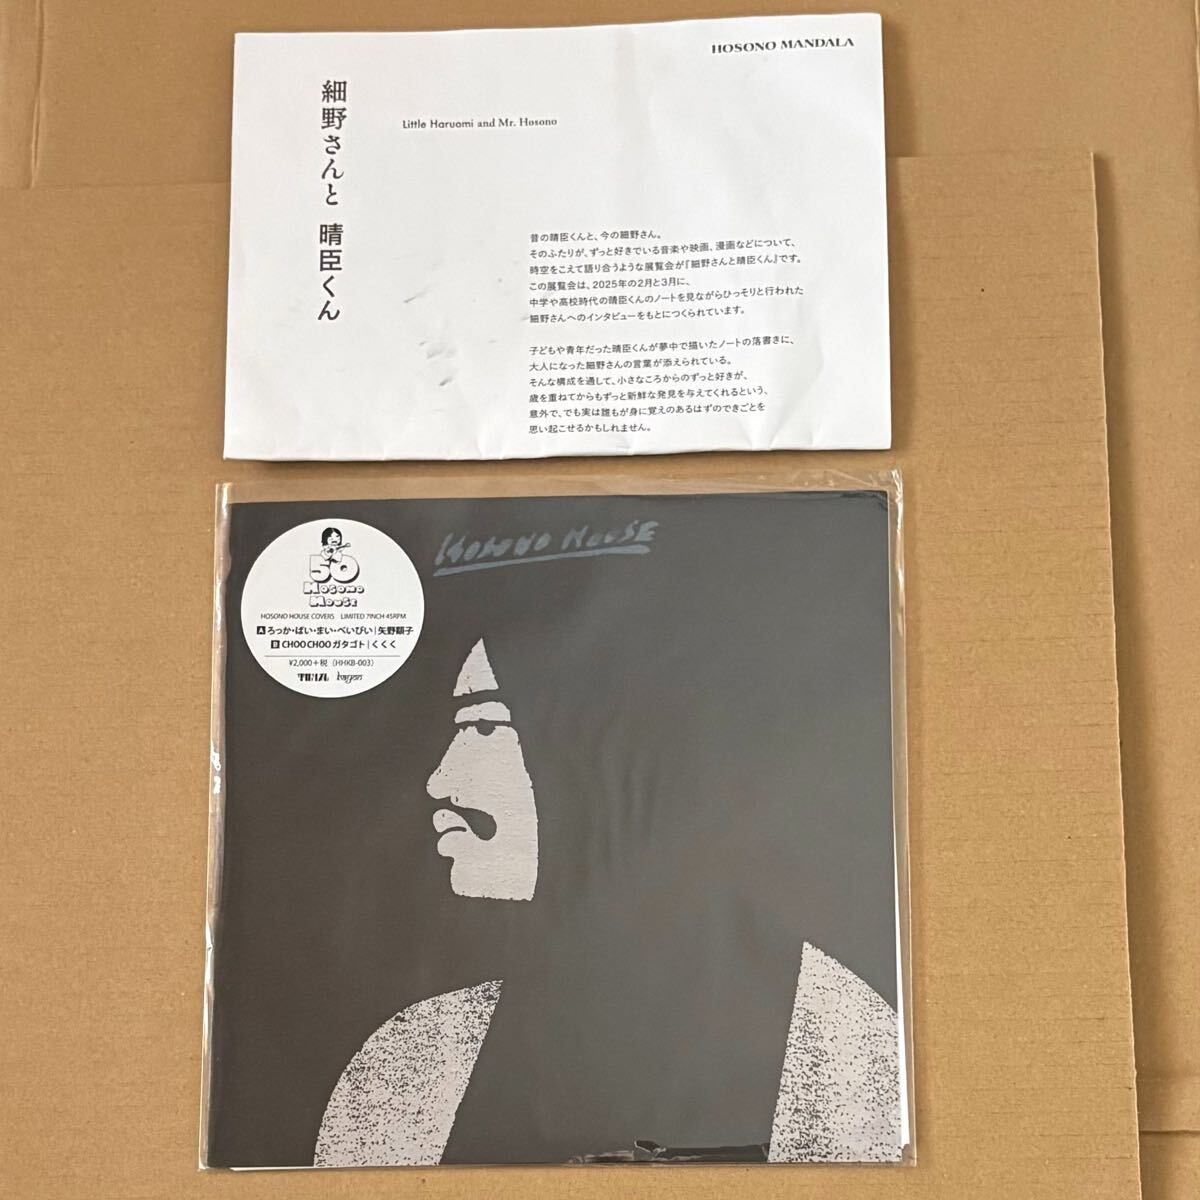 HOSONO MANDALA
細野さんと 晴臣くん
Little Haruomi and Mr. Hosono
昔の晴臣くんと、今の細野さん。
そのふたりが、ずっと好きでいる音楽や映画、漫画などについて、
時空をこえて語り合うような展覧会が『細野さんと晴臣くん』です。
この展覧会は、2025年の2月と3月に、
中学や高校時代の晴臣くんのノートを見ながらひっそりと行われた
細野さんへのインタビューをもとにつくられています。
子どもや青年だった晴臣くんが夢中で描いたノートの落書きに、
大人になった細野さんの言葉が添えられている。
そんな構成を通して、小さなころからのずっと好きが、
歳を重ねてからもずっと新鮮な発見を与えてくれるという、
意外で、でも実は誰もが身に覚えのあるはずのできごとを
思い起こせるかもしれません。
HOSONO HOUSE
50
HOSONO
HOUSE
HOSONO HOUSE COVERS LIMITED 7INCH 45RPM
A ろっか・ばい・まい・べいびい | 矢野顕子
B CHOO CHOO ガタゴト | くくく
¥2,000+税 (HHKB-003)
bayon